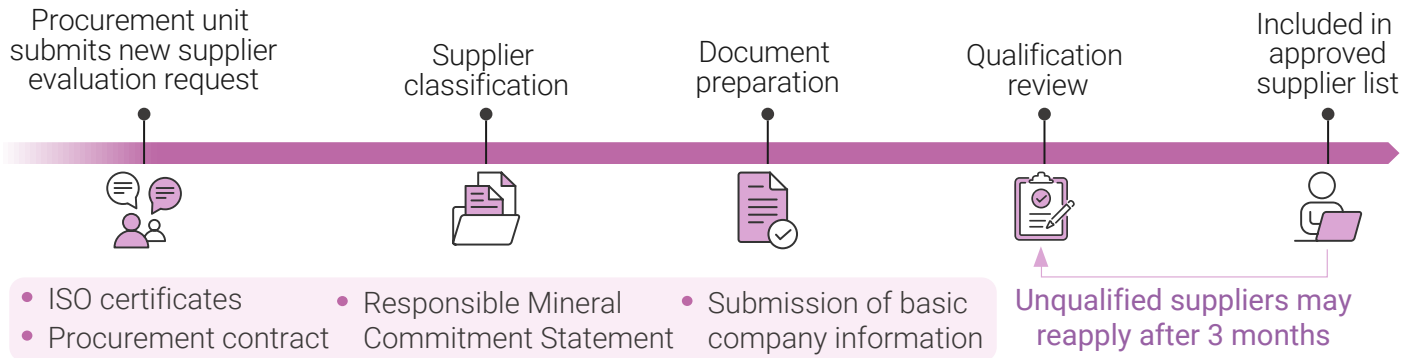 Procurement unit
submits new supplier
evaluation request
Supplier
classification
Document
preparation
Qualification
review
Included in
approved
supplier list
• ISO certificates
• Procurement contract
• Responsible Mineral
Commitment Statement
• Submission of basic
company information
Unqualified suppliers may
reapply after 3 months